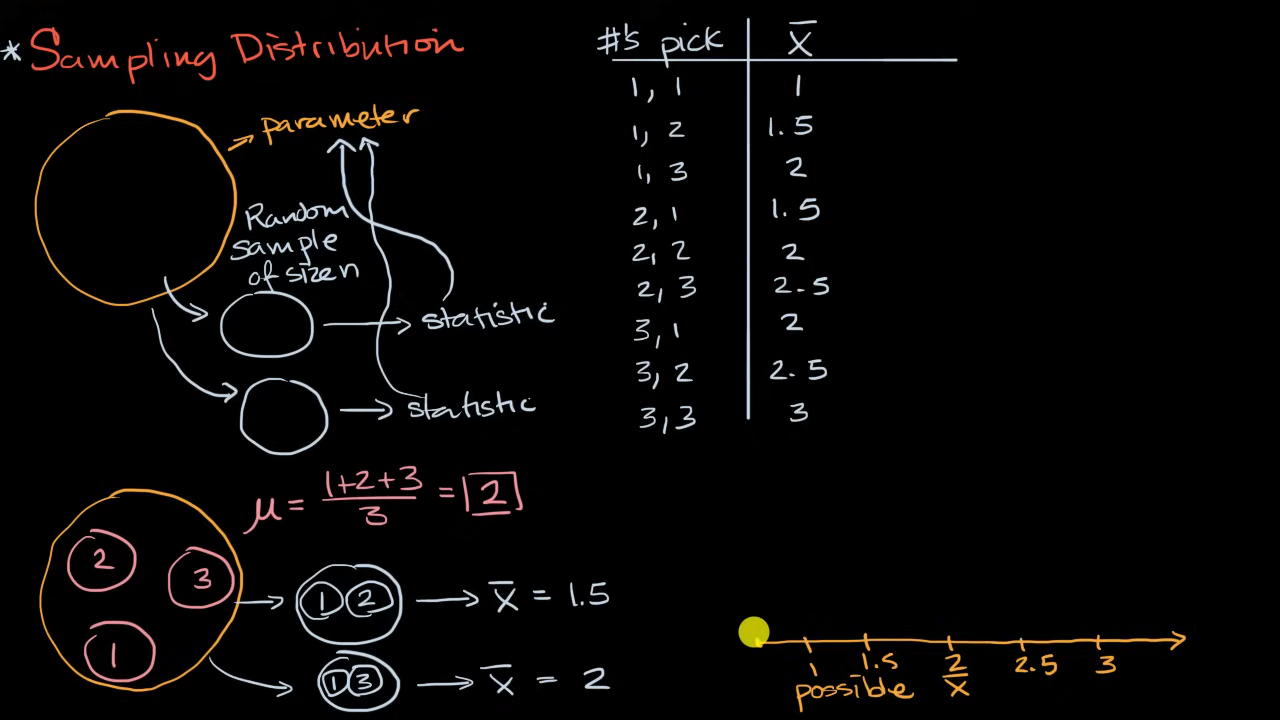 * Sampling Distribution
parameter
Random
sample
of size n
statistic
statistic
μ = (1+2+3)/3 = 2
2
3
1
1 2
x̄ = 1.5
1 3
x̄ = 2
#'s pick x̄
1, 1 1
1, 2 1.5
1, 3 2
2, 1 1.5
2, 2 2
2, 3 2.5
3, 1 2
3, 2 2.5
3, 3 3
1 1.5 2 2.5 3
possible x̄